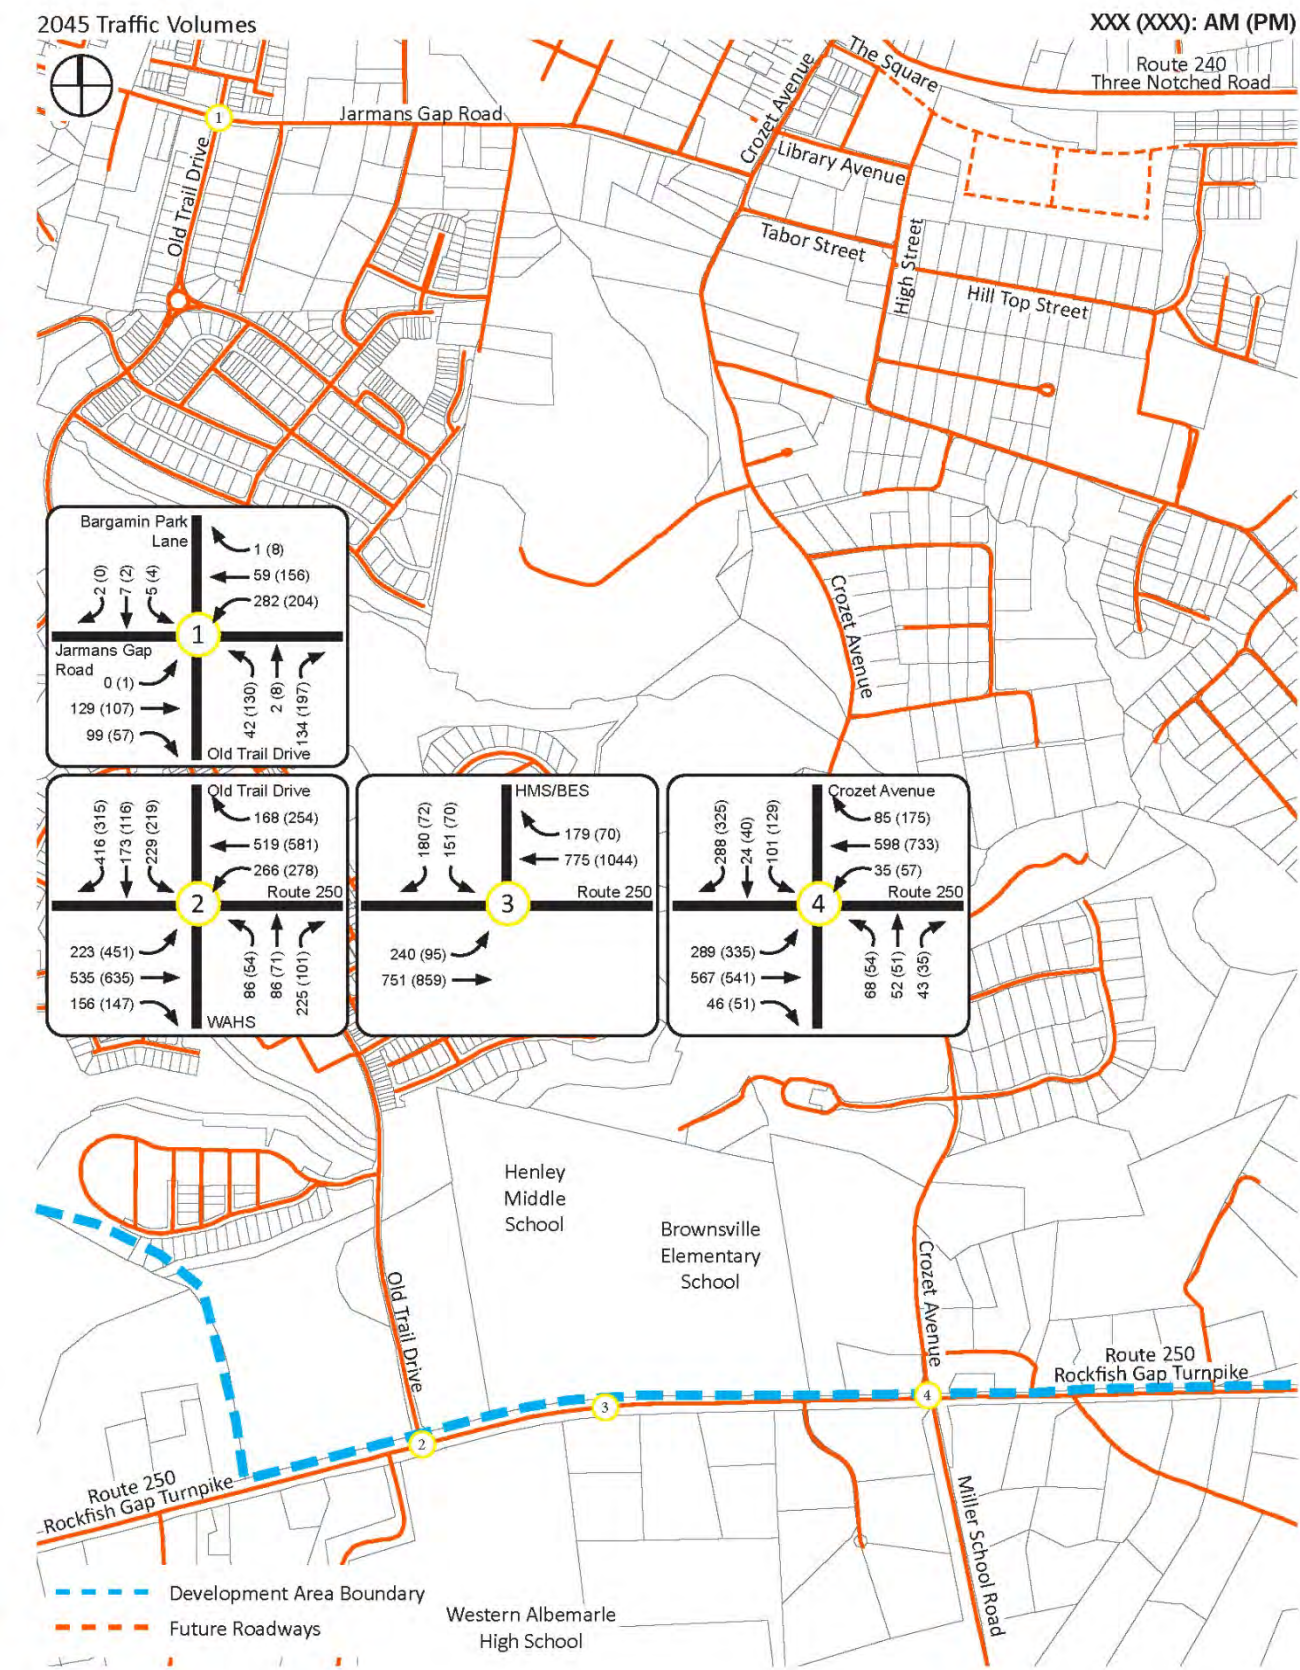 2045 Traffic Volumes
XXX (XXX): AM (PM)
The Square
Route 240
Three Notched Road
Jarmans Gap Road
Crozet Avenue
Library Avenue
1
Old Trail Drive
Tabor Street
High Street
Hill Top Street
Bargamin Park
Lane
1 (8)
59 (156)
282 (204)
2 (0)
7 (2)
5 (4)
1
Jarmans Gap
Road
0 (1)
129 (107)
99 (57)
42 (130)
2 (8)
134 (197)
Old Trail Drive
Crozet Avenue
Old Trail Drive
168 (254)
519 (581)
266 (278)
416 (315)
173 (116)
229 (219)
Route 250
2
223 (451)
535 (635)
156 (147)
86 (54)
86 (71)
225 (101)
WAHS
HMS/BES
179 (70)
775 (1044)
180 (72)
151 (70)
Route 250
3
240 (95)
751 (859)
Crozet Avenue
85 (175)
598 (733)
35 (57)
288 (325)
24 (40)
101 (129)
Route 250
4
289 (335)
567 (541)
46 (51)
68 (54)
52 (51)
43 (35)
Henley
Middle
School
Brownsville
Elementary
School
Old Trail Drive
Crozet Avenue
Route 250
Rockfish Gap Turnpike
4
3
2
Route 250
Rockfish Gap Turnpike
Miller School Road
Development Area Boundary
Future Roadways
Western Albemarle
High School